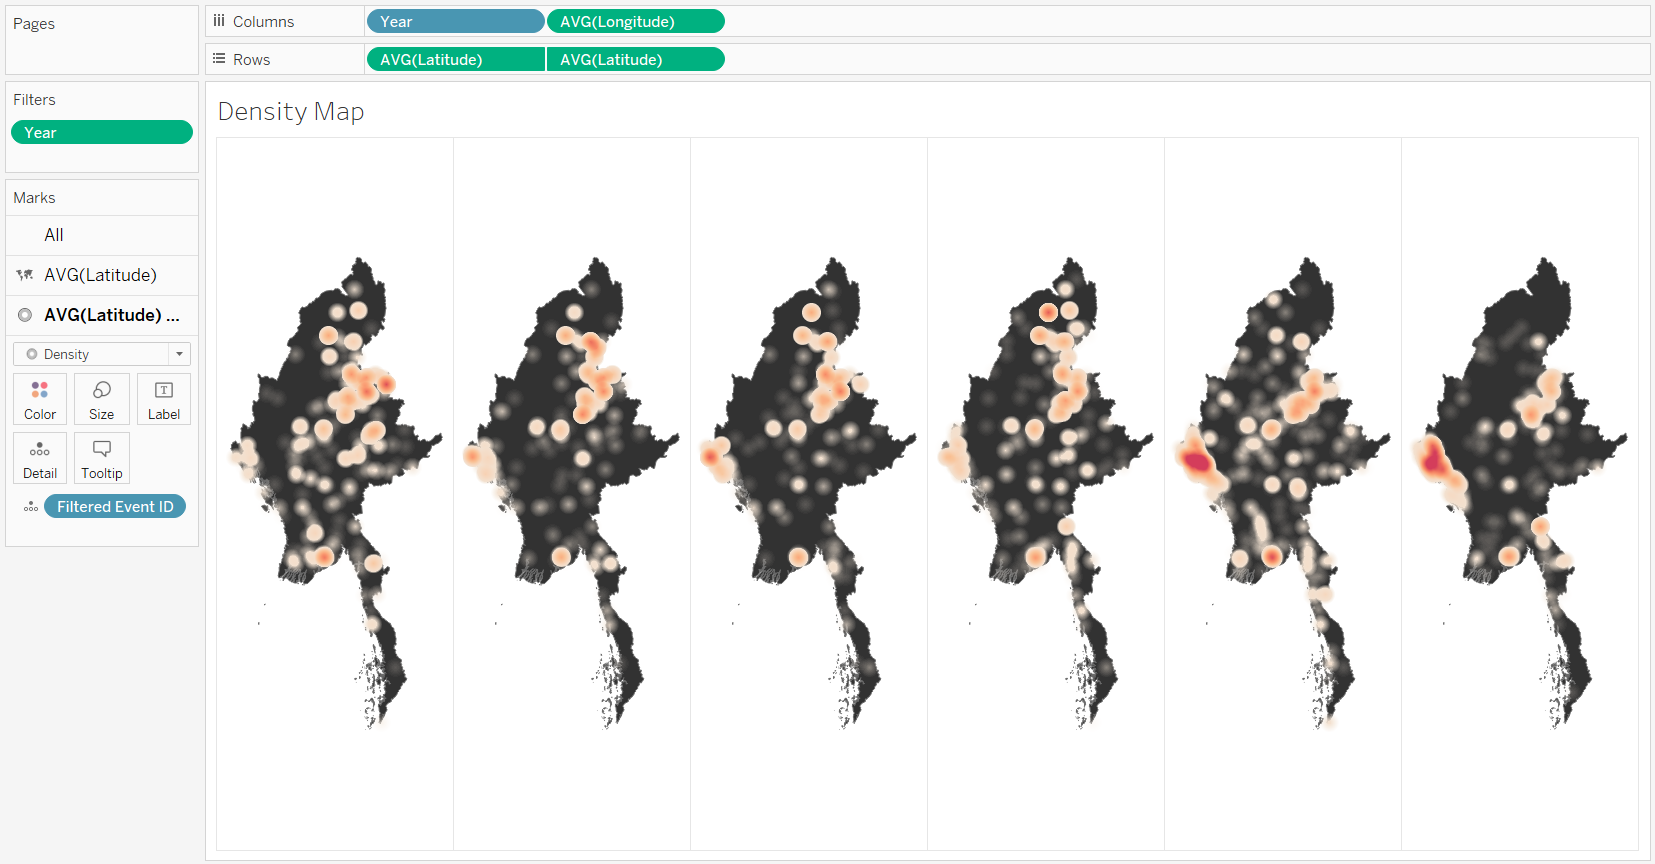 Pages
Columns
Year
AVG(Longitude)
Rows
AVG(Latitude)
AVG(Latitude)
Filters
Year
Marks
All
AVG(Latitude)
AVG(Latitude) ...
Density
Color
Size
T
Label
Detail
Tooltip
Filtered Event ID
Density Map